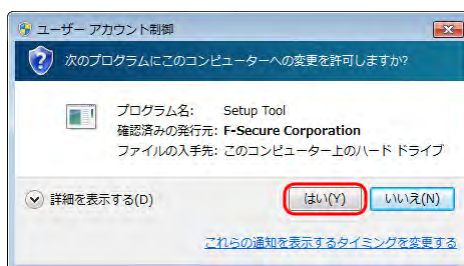 ユーザー アカウント制御
次のプログラムにこのコンピューターへの変更を許可しますか?
プログラム名: Setup Tool
確認済みの発行元: F-Secure Corporation
ファイルの入手先: このコンピューター上のハード ドライブ
詳細を表示する(D) はい(Y) いいえ(N)
これらの通知を表示するタイミングを変更する